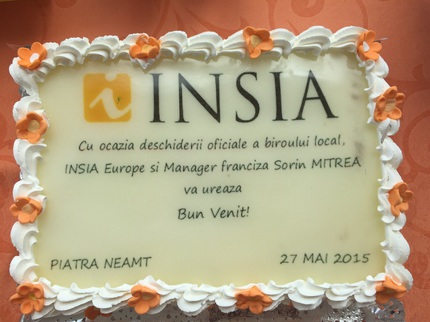 INSIA
Cu ocazia deschiderii oficiale a biroului local,
INSIA Europe si Manager franciza Sorin MITREA
va ureaza
Bun Venit!
PIATRA NEAMT 27 MAI 2015